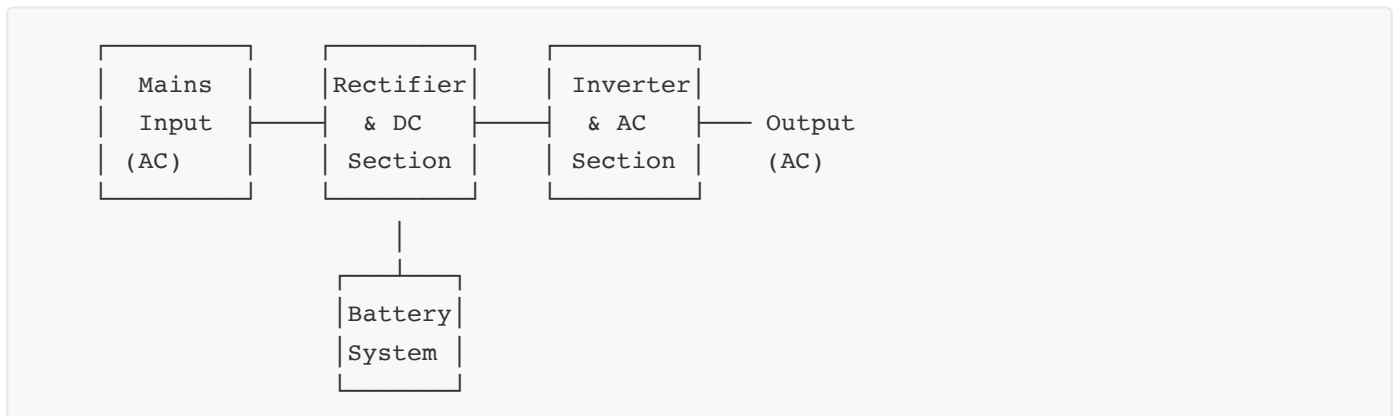 Mains Rectifier Inverter
Input & DC & AC Output
(AC) Section Section (AC)
Battery
System